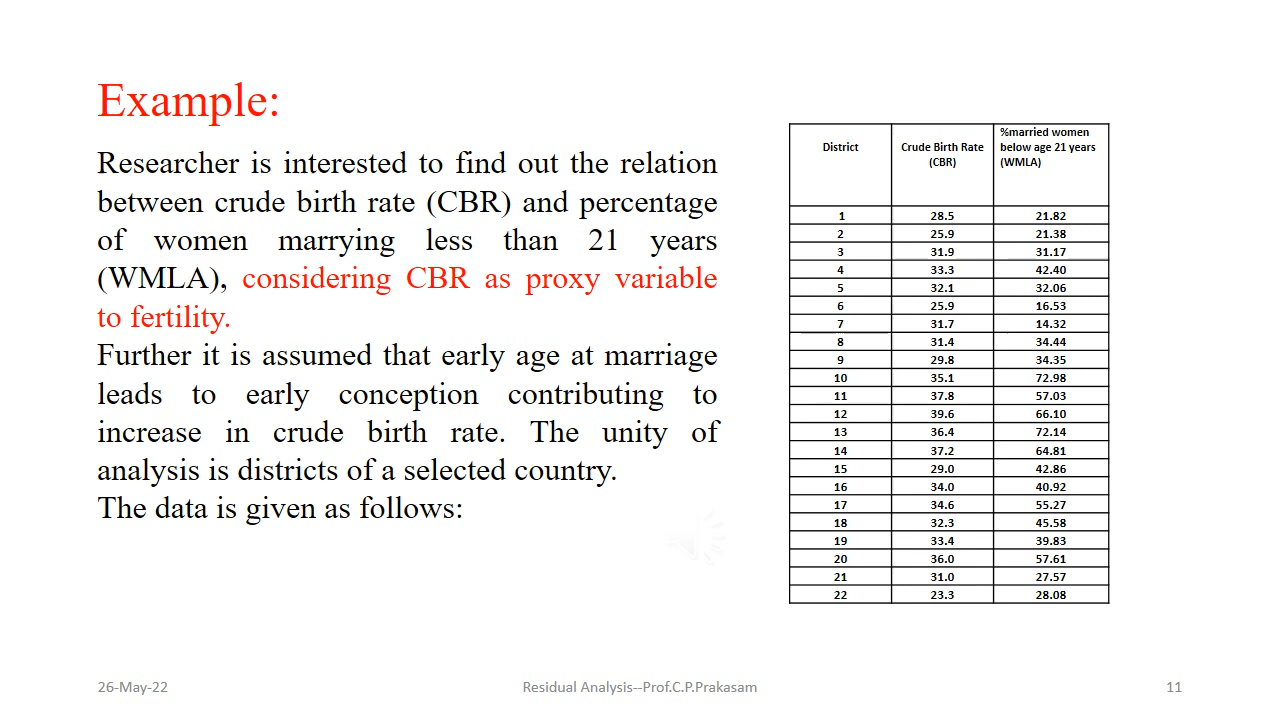 Example:
Researcher is interested to find out the relation
between crude birth rate (CBR) and percentage
of women marrying less than 21 years
(WMLA), considering CBR as proxy variable
to fertility.
Further it is assumed that early age at marriage
leads to early conception contributing to
increase in crude birth rate. The unity of
analysis is districts of a selected country.
The data is given as follows:
District Crude Birth Rate (CBR) %married women below age 21 years (WMLA)
1 28.5 21.82
2 25.9 21.38
3 31.9 31.17
4 33.3 42.40
5 32.1 32.06
6 25.9 16.53
7 31.7 14.32
8 31.4 34.44
9 29.8 34.35
10 35.1 72.98
11 37.8 57.03
12 39.6 66.10
13 36.4 72.14
14 37.2 64.81
15 29.0 42.86
16 34.0 40.92
17 34.6 55.27
18 32.3 45.58
19 33.4 39.83
20 36.0 57.61
21 31.0 27.57
22 23.3 28.08
26-May-22 Residual Analysis--Prof.C.P.Prakasam 11